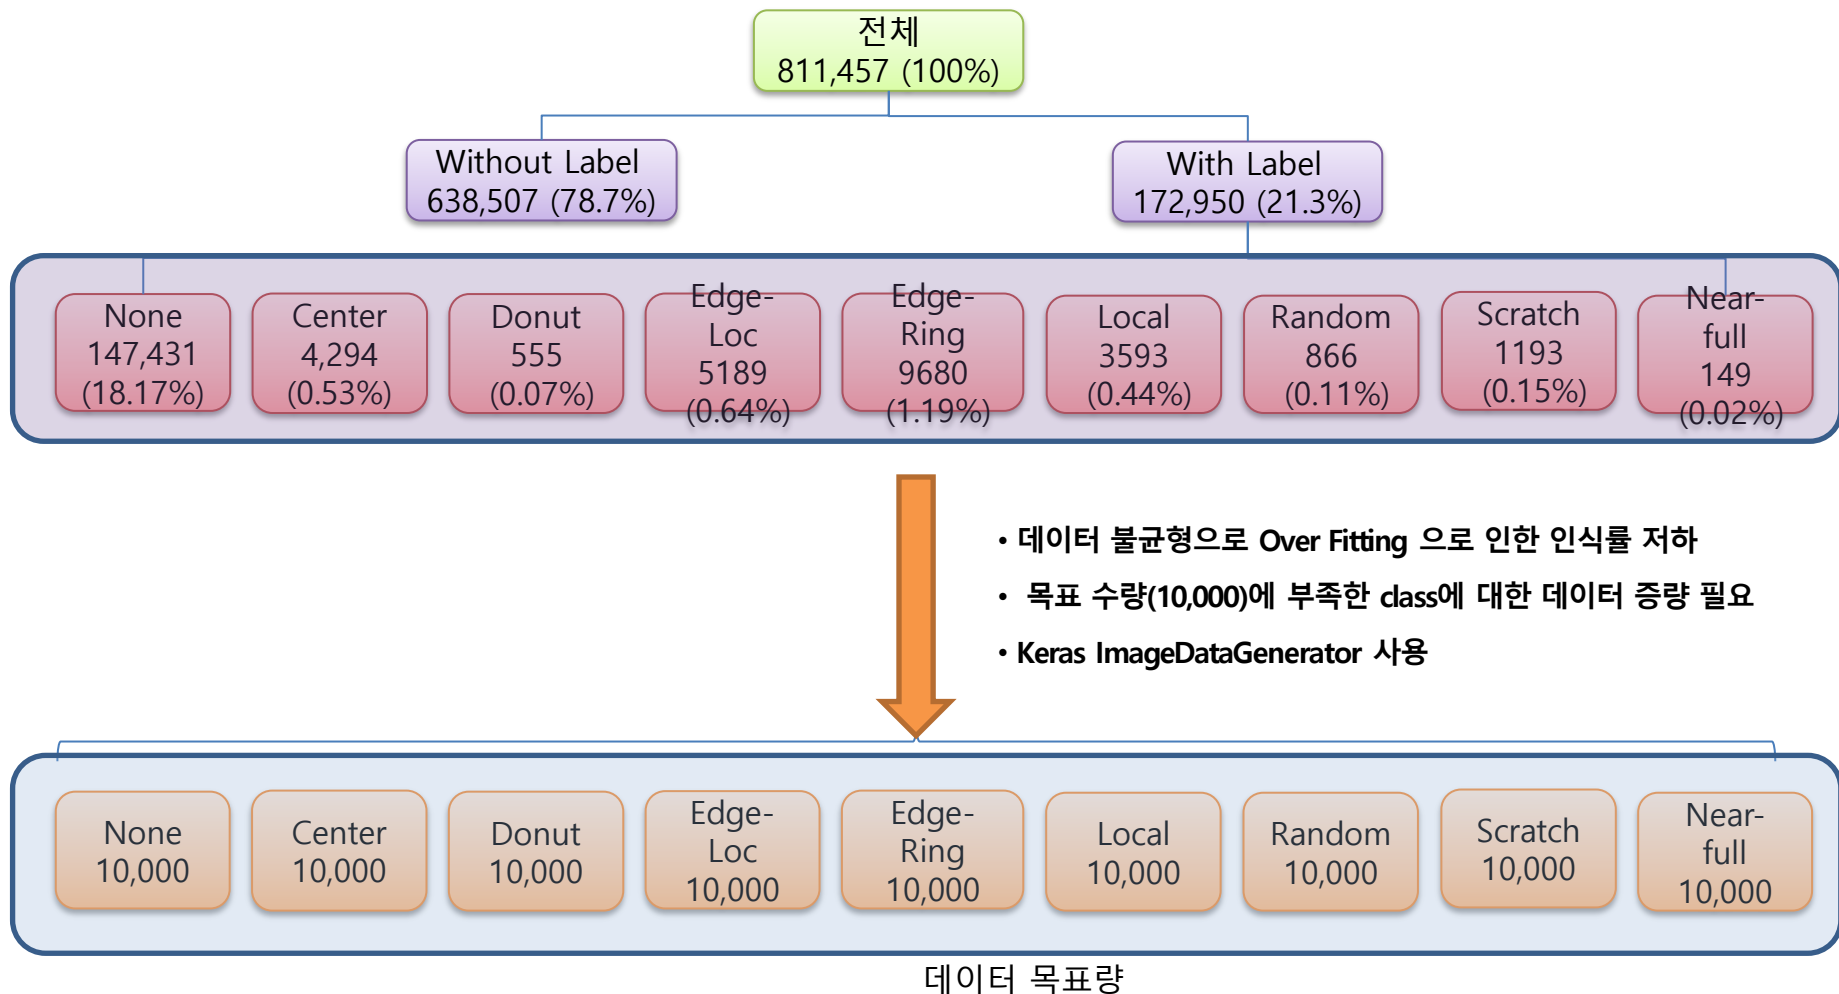 전체
811,457 (100%)
Without Label
638,507 (78.7%)
With Label
172,950 (21.3%)
None
147,431
(18.17%)
Center
4,294
(0.53%)
Donut
555
(0.07%)
Edge-
Loc
5189
(0.64%)
Edge-
Ring
9680
(1.19%)
Local
3593
(0.44%)
Random
866
(0.11%)
Scratch
1193
(0.15%)
Near-
full
149
(0.02%)
• 데이터 불균형으로 Over Fitting 으로 인한 인식률 저하
• 목표 수량(10,000)에 부족한 class에 대한 데이터 증량 필요
• Keras ImageDataGenerator 사용
None
10,000
Center
10,000
Donut
10,000
Edge-
Loc
10,000
Edge-
Ring
10,000
Local
10,000
Random
10,000
Scratch
10,000
Near-
full
10,000
데이터 목표량